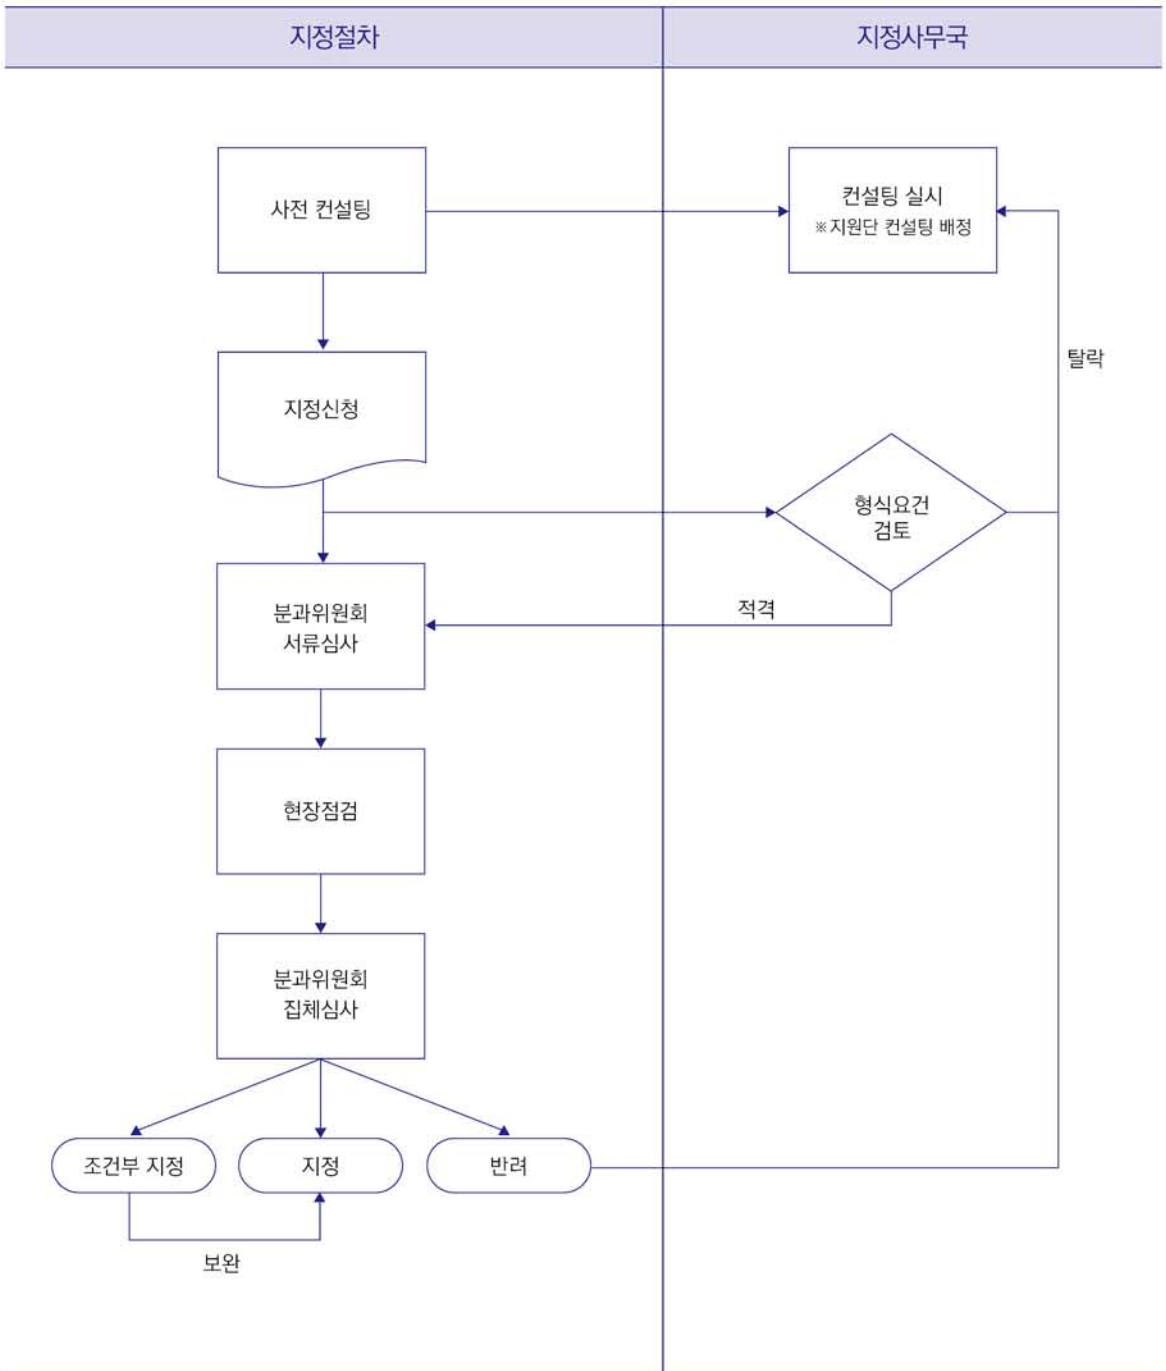 지정절차
지정사무국
사전 컨설팅
컨설팅 실시
※지원단 컨설팅 배정
탈락
지정신청
형식요건
검토
적격
분과위원회
서류심사
현장점검
분과위원회
집체심사
조건부 지정
지정
반려
보완